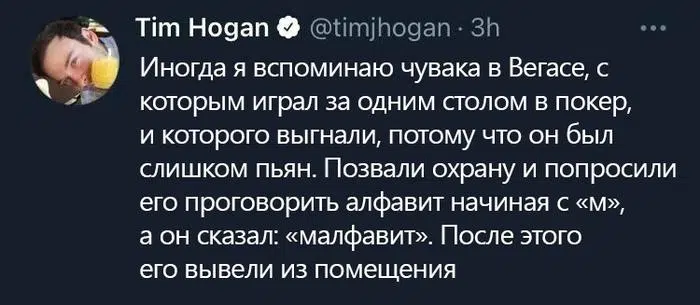 Tim Hogan @timjhogan · 3h
Иногда я вспоминаю чувака в Вегасе, с
которым играл за одним столом в покер,
и которого выгнали, потому что он был
слишком пьян. Позвали охрану и попросили
его проговорить алфавит начиная с «м»,
а он сказал: «малфавит». После этого
его вывели из помещения